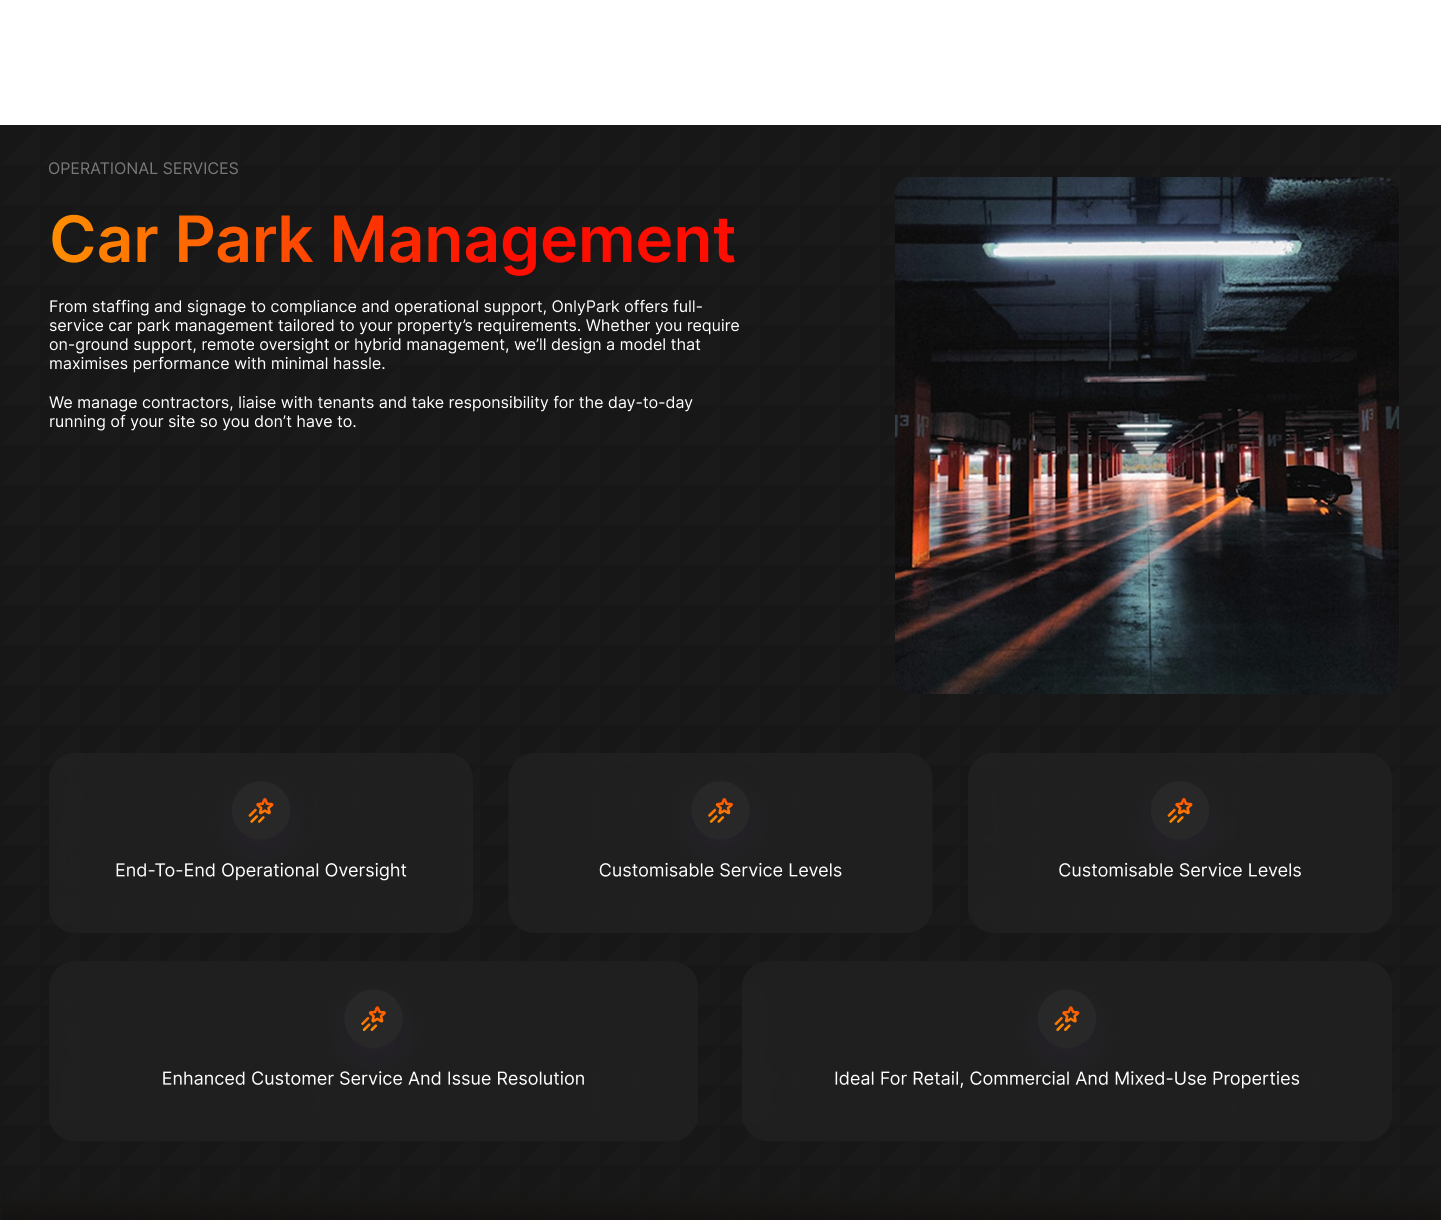 OPERATIONAL SERVICES
Car Park Management
From staffing and signage to compliance and operational support, OnlyPark offers full-
service car park management tailored to your property’s requirements. Whether you require
on-ground support, remote oversight or hybrid management, we’ll design a model that
maximises performance with minimal hassle.
We manage contractors, liaise with tenants and take responsibility for the day-to-day
running of your site so you don’t have to.
End-To-End Operational Oversight
Customisable Service Levels
Customisable Service Levels
Enhanced Customer Service And Issue Resolution
Ideal For Retail, Commercial And Mixed-Use Properties